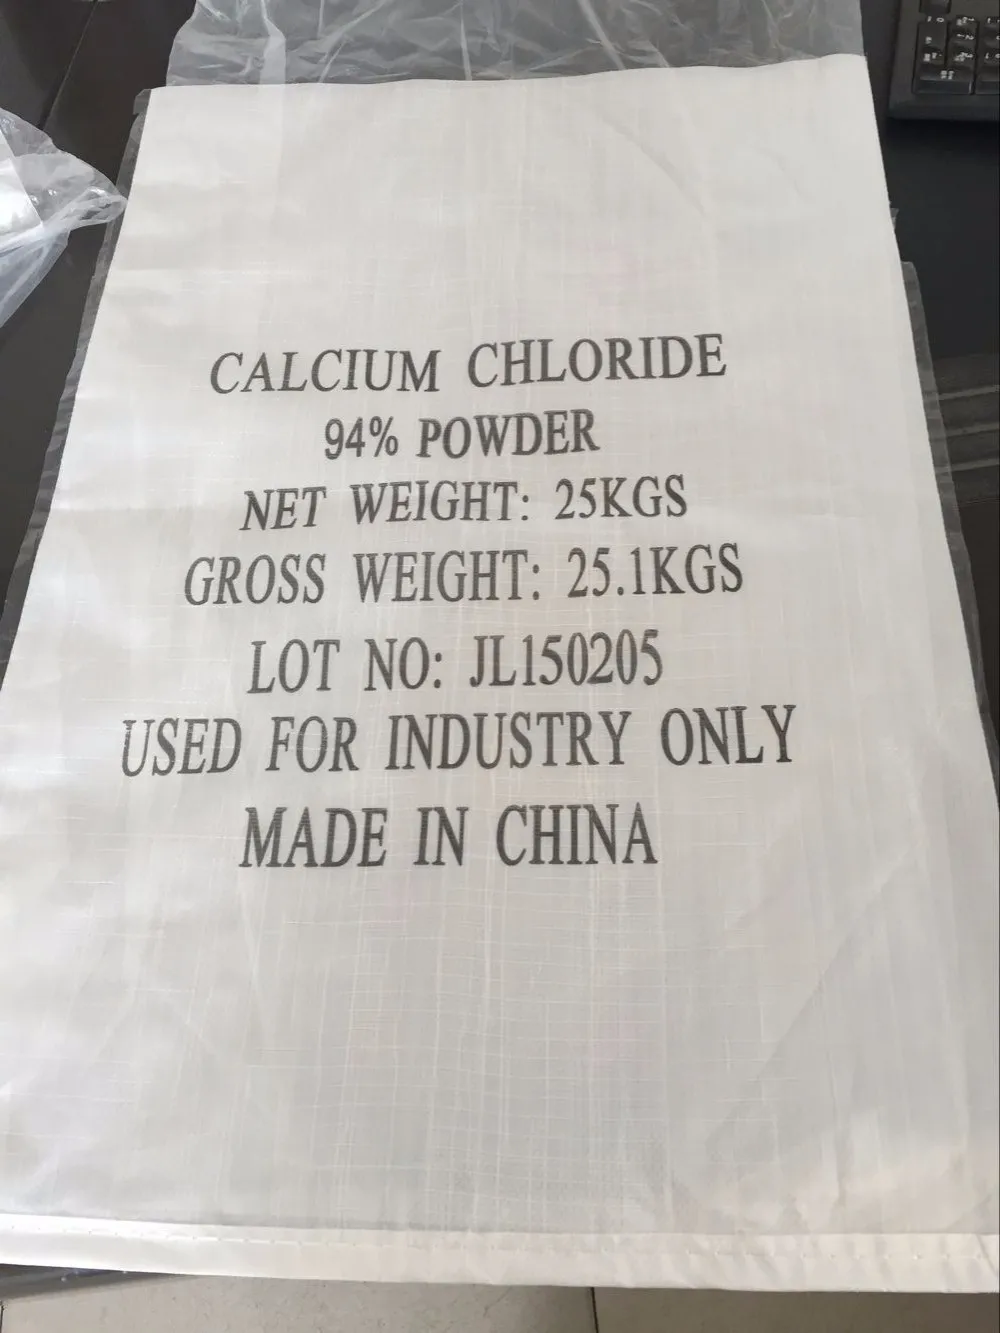 CALCIUM CHLORIDE
94% POWDER
NET WEIGHT: 25KGS
GROSS WEIGHT: 25.1KGS
LOT NO: JL150205
USED FOR INDUSTRY ONLY
MADE IN CHINA